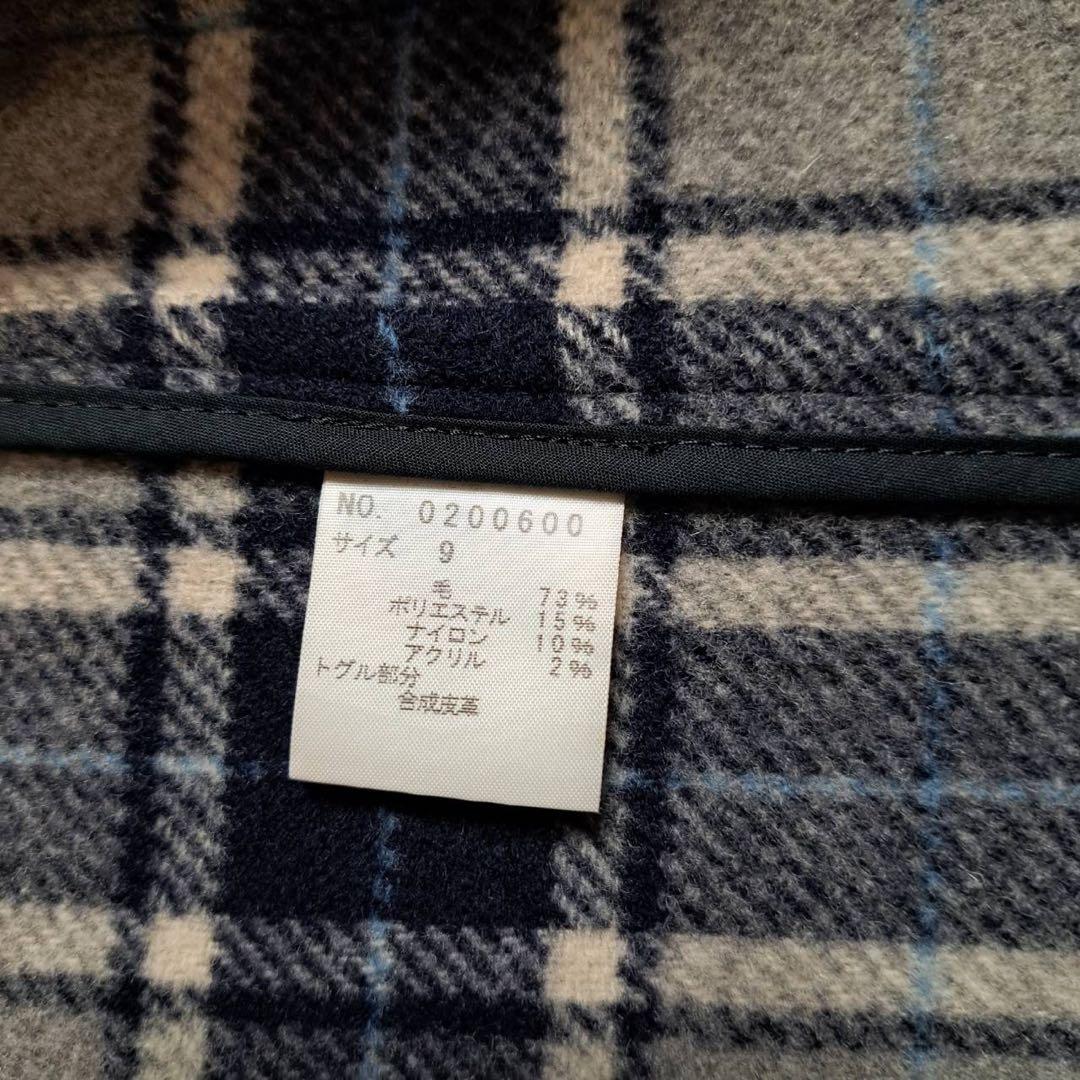 NO. 0200600
サイズ 9
毛 73%
ポリエステル 15%
ナイロン 10%
アクリル 2%
トグル部分
合成皮革